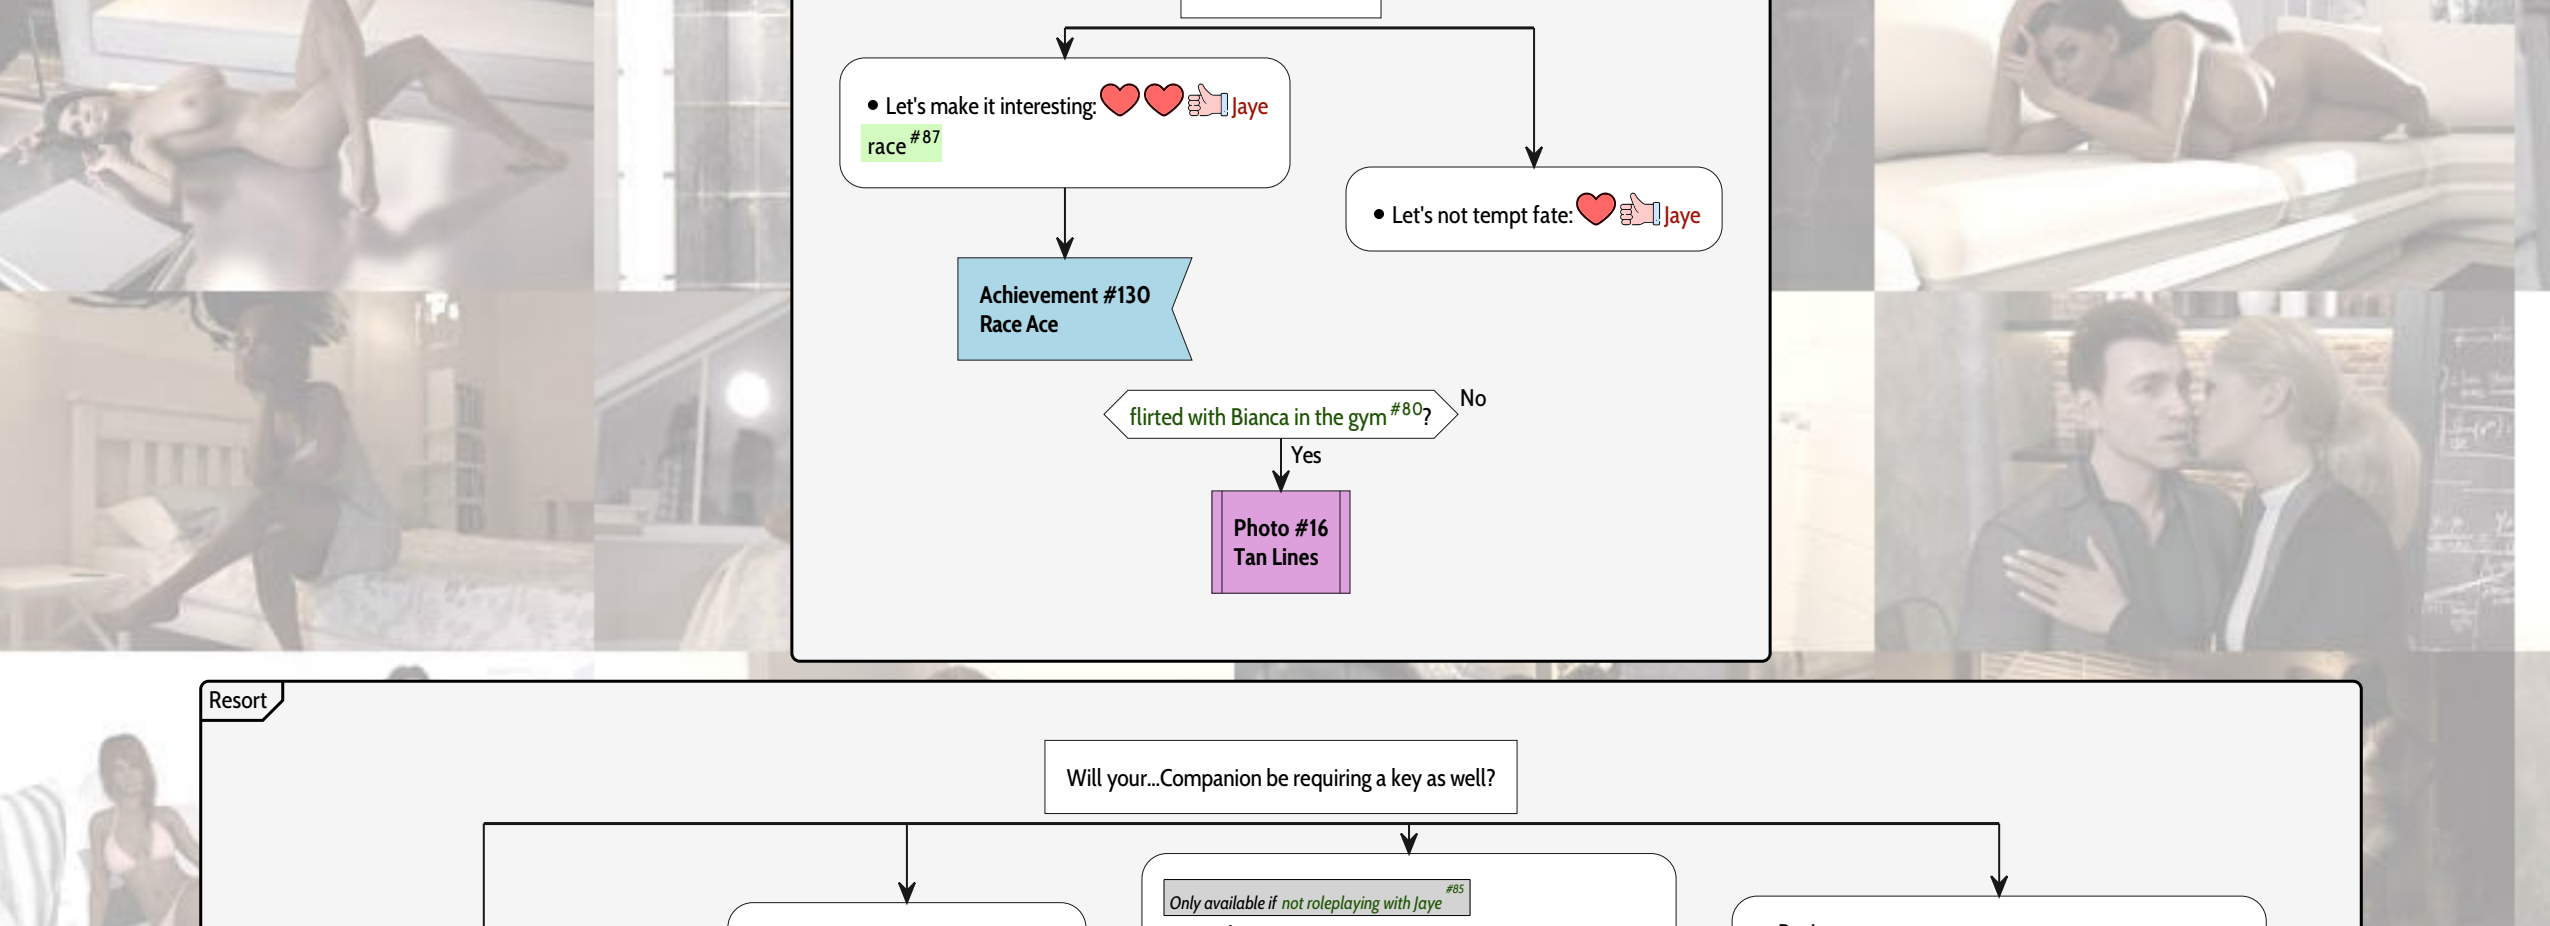 • Let's make it interesting: Jaye
race #87
• Let's not tempt fate: Jaye
Achievement #130
Race Ace
flirted with Bianca in the gym #80?
No
Yes
Photo #16
Tan Lines
Resort
Will your...Companion be requiring a key as well?
#85
Only available if not roleplaying with Jaye